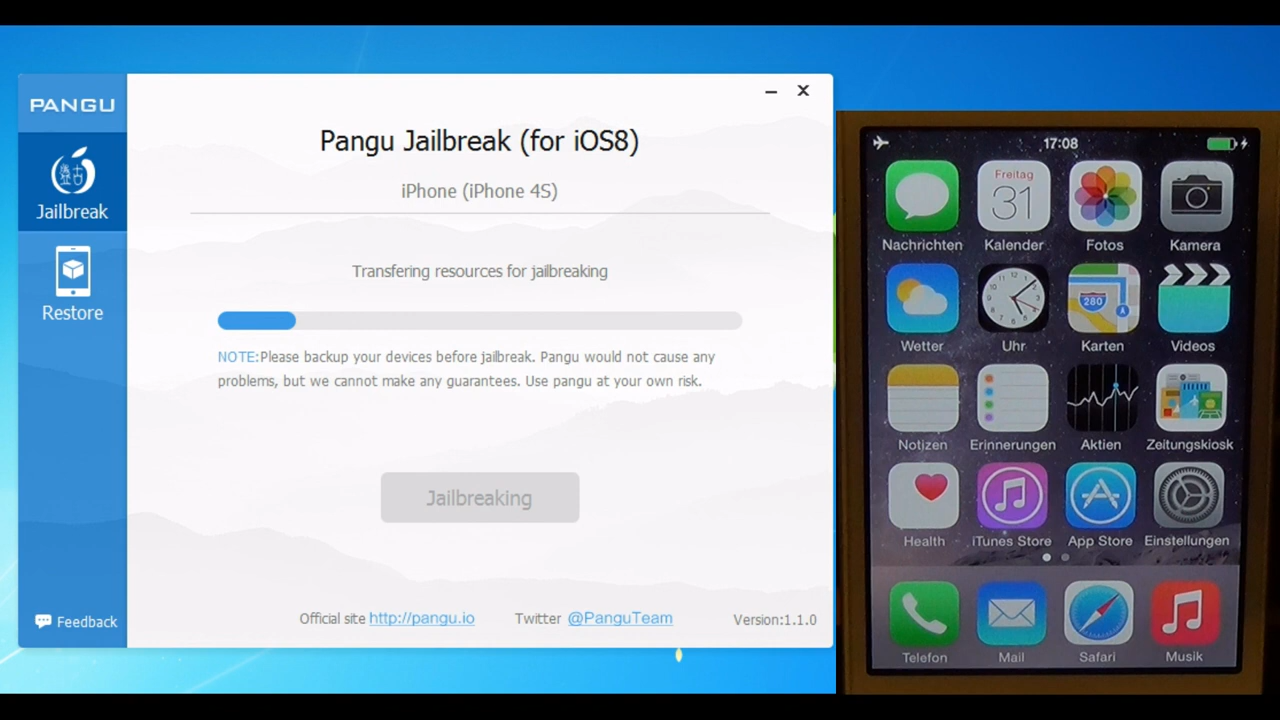 PANGU
Jailbreak
Restore
Feedback
Pangu Jailbreak (for iOS8)
iPhone (iPhone 4S)
Transfering resources for jailbreaking
NOTE:Please backup your devices before jailbreak. Pangu would not cause any
problems, but we cannot make any guarantees. Use pangu at your own risk.
Jailbreaking
Official site http://pangu.io Twitter @PanguTeam Version:1.1.0
17:08
Freitag
31
280
Nachrichten Kalender Fotos Kamera
Wetter Uhr Karten Videos
Notizen Erinnerungen Aktien Zeitungskiosk
Health iTunes Store App Store Einstellungen
Telefon Mail Safari Musik